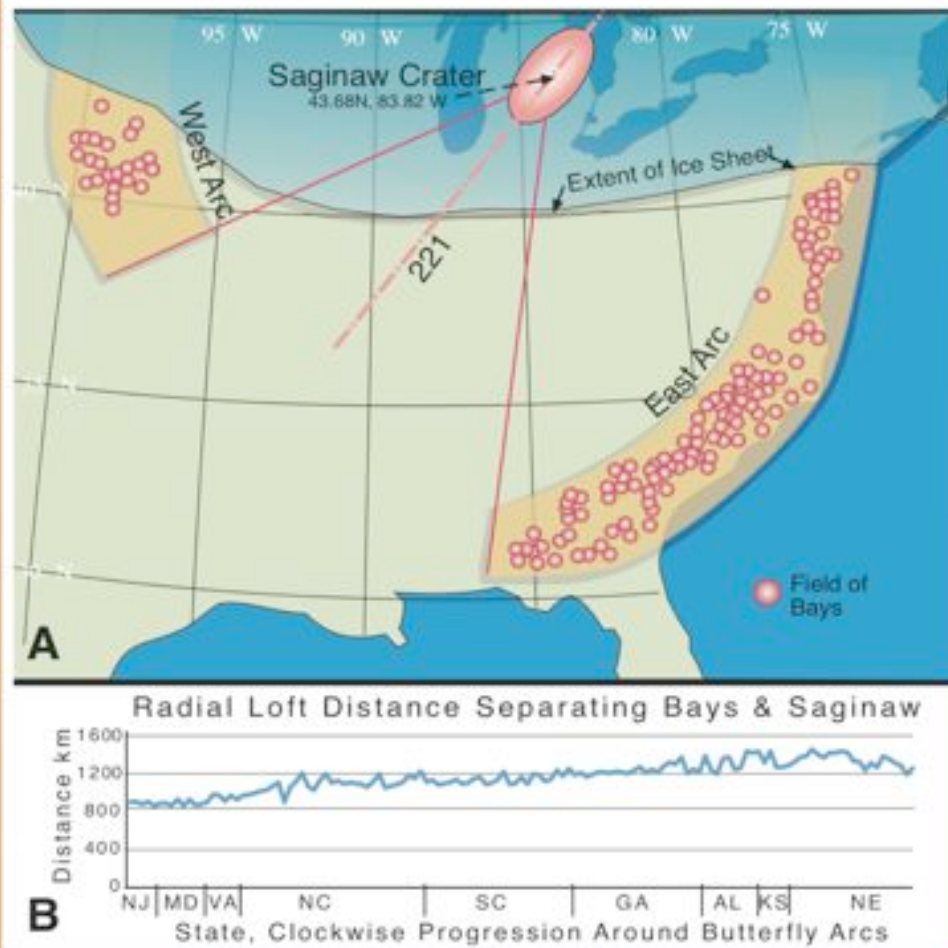 95 W
90 W
80 W
75 W
Saginaw Crater
43.68N, 83.82 W
West Arc
Extent of Ice Sheet
221
East Arc
Field of
Bays
A
Radial Loft Distance Separating Bays & Saginaw
Distance km
1600
1200
800
400
0
NJ MD VA NC SC GA AL KS NE
B
State, Clockwise Progression Around Butterfly Arcs